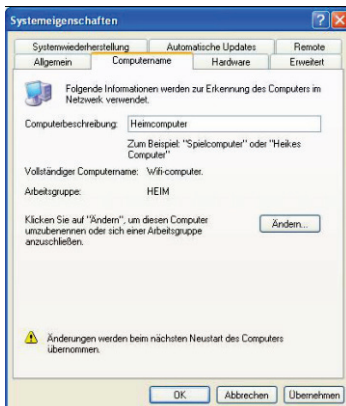 Systemeigenschaften
Systemwiederherstellung Automatische Updates Remote
Allgemein Computername Hardware Erweitert
Folgende Informationen werden zur Erkennung des Computers im
Netzwerk verwendet.
Computerbeschreibung: Heimcomputer
Zum Beispiel: "Spielcomputer" oder "Heikes
Computer"
Vollständiger Computername: Wifi-computer.
Arbeitsgruppe: HEIM
Klicken Sie auf "Ändern", um diesen Computer
umzubenennen oder sich einer Arbeitsgruppe
anzuschließen.
Ändern...
Änderungen werden beim nächsten Neustart des Computers
übernommen.
OK Abbrechen Übernehmen